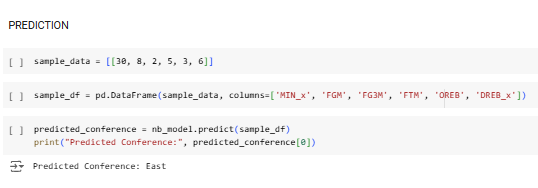 PREDICTION
[ ] sample_data = [[30, 8, 2, 5, 3, 6]]
[ ] sample_df = pd.DataFrame(sample_data, columns=['MIN_x', 'FGM', 'FG3M', 'FTM', 'OREB', 'DREB_x'])
[ ] predicted_conference = nb_model.predict(sample_df)
print("Predicted Conference:", predicted_conference[0])
Predicted Conference: East